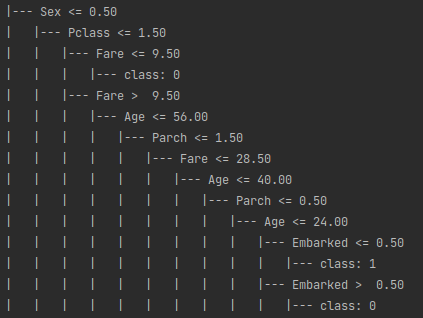 |--- Sex <= 0.50
|   |--- Pclass <= 1.50
|   |   |--- Fare <= 9.50
|   |   |   |--- class: 0
|   |   |--- Fare >  9.50
|   |   |   |--- Age <= 56.00
|   |   |   |   |--- Parch <= 1.50
|   |   |   |   |   |--- Fare <= 28.50
|   |   |   |   |   |   |--- Age <= 40.00
|   |   |   |   |   |   |   |--- Parch <= 0.50
|   |   |   |   |   |   |   |   |--- Age <= 24.00
|   |   |   |   |   |   |   |   |   |--- Embarked <= 0.50
|   |   |   |   |   |   |   |   |   |   |--- class: 1
|   |   |   |   |   |   |   |   |   |--- Embarked >  0.50
|   |   |   |   |   |   |   |   |   |   |--- class: 0